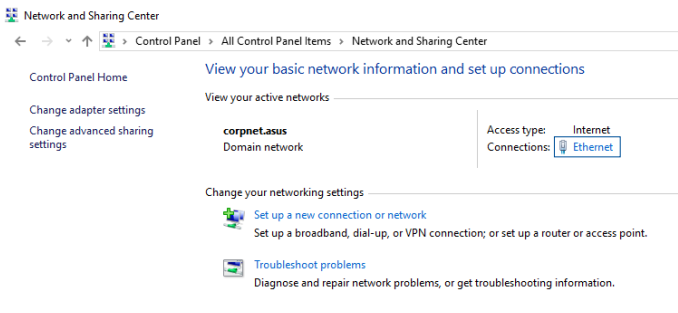 Network and Sharing Center
Control Panel > All Control Panel Items > Network and Sharing Center
Control Panel Home
Change adapter settings
Change advanced sharing
settings
View your basic network information and set up connections
View your active networks
corpnet.asus
Domain network
Access type: Internet
Connections: Ethernet
Change your networking settings
Set up a new connection or network
Set up a broadband, dial-up, or VPN connection; or set up a router or access point.
Troubleshoot problems
Diagnose and repair network problems, or get troubleshooting information.